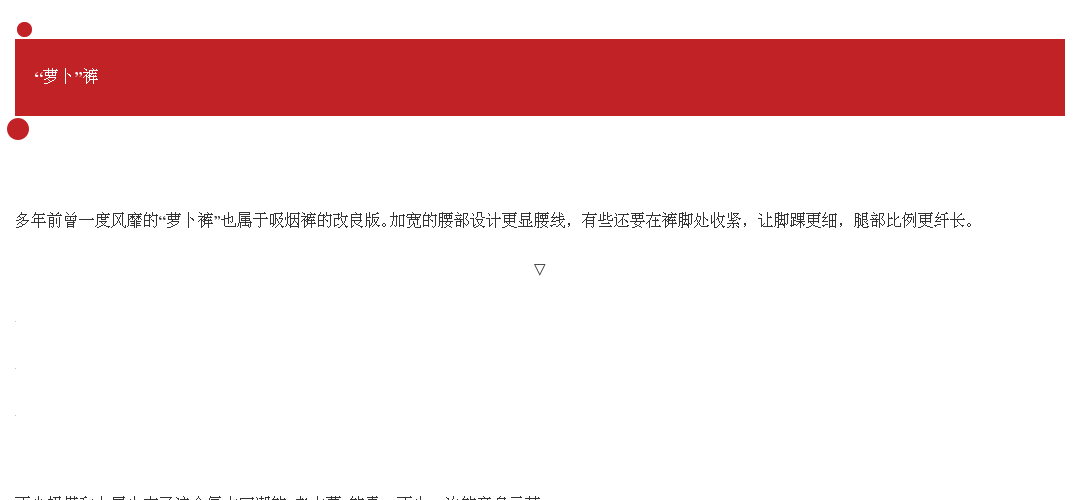 “萝卜”裤
多年前曾一度风靡的“萝卜裤”也属于吸烟裤的改良版。加宽的腰部设计更显腰线，有些还要在裤脚处收紧，让脚踝更细，腿部比例更纤长。
▽